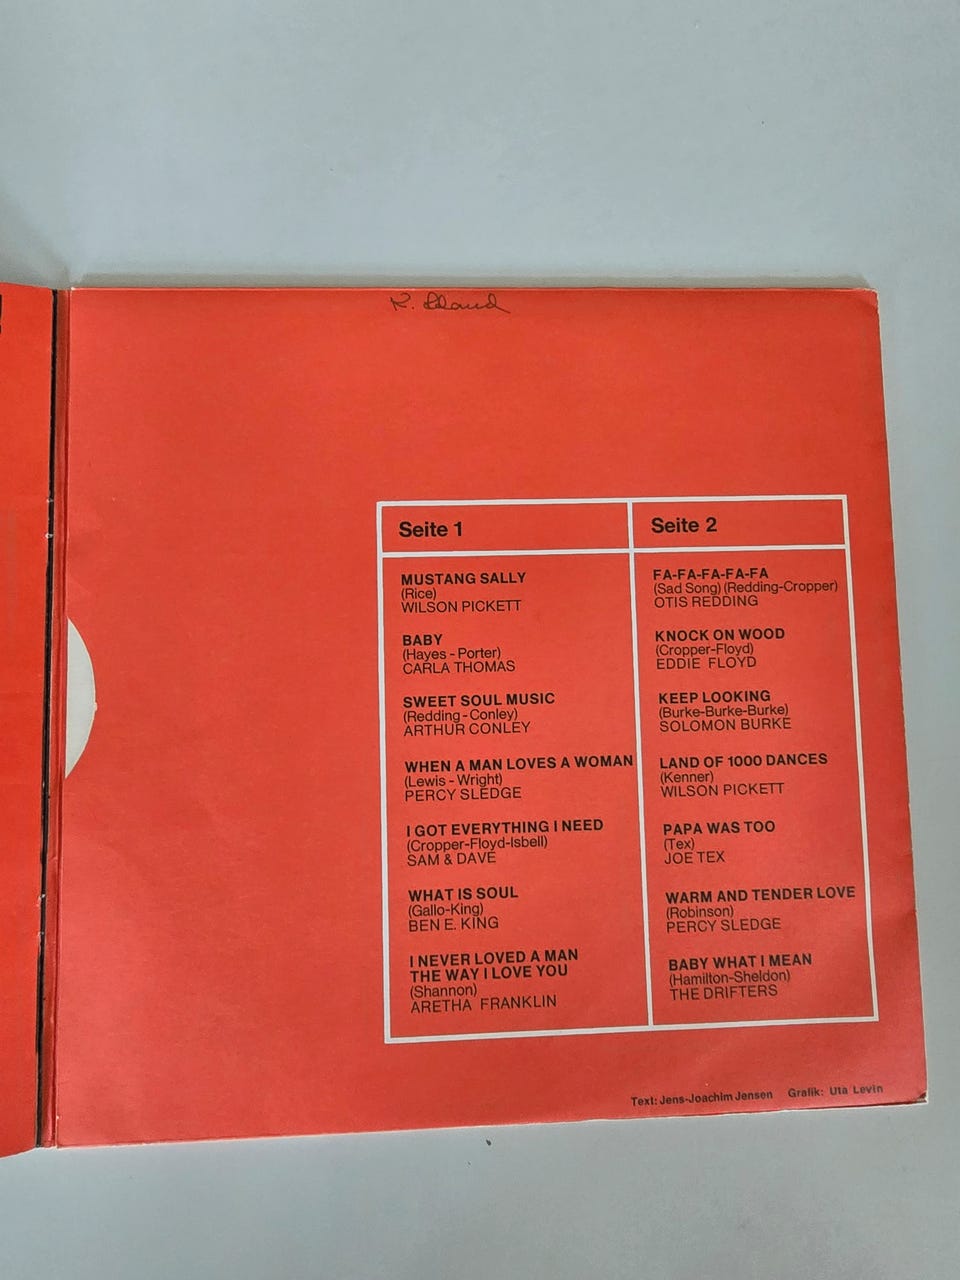 Seite 1
MUSTANG SALLY
(Rice)
WILSON PICKETT
BABY
(Hayes - Porter)
CARLA THOMAS
SWEET SOUL MUSIC
(Redding - Conley)
ARTHUR CONLEY
WHEN A MAN LOVES A WOMAN
(Lewis - Wright)
PERCY SLEDGE
I GOT EVERYTHING I NEED
(Cropper-Floyd-Isbell)
SAM & DAVE
WHAT IS SOUL
(Gallo-King)
BEN E. KING
I NEVER LOVED A MAN
THE WAY I LOVE YOU
(Shannon)
ARETHA FRANKLIN
Seite 2
FA-FA-FA-FA-FA
(Sad Song) (Redding-Cropper)
OTIS REDDING
KNOCK ON WOOD
(Cropper-Floyd)
EDDIE FLOYD
KEEP LOOKING
(Burke-Burke-Burke)
SOLOMON BURKE
LAND OF 1000 DANCES
(Kenner)
WILSON PICKETT
PAPA WAS TOO
(Tex)
JOE TEX
WARM AND TENDER LOVE
(Robinson)
PERCY SLEDGE
BABY WHAT I MEAN
(Hamilton-Sheldon)
THE DRIFTERS
Text: Jens-Joachim Jensen Grafik: Uta Levin